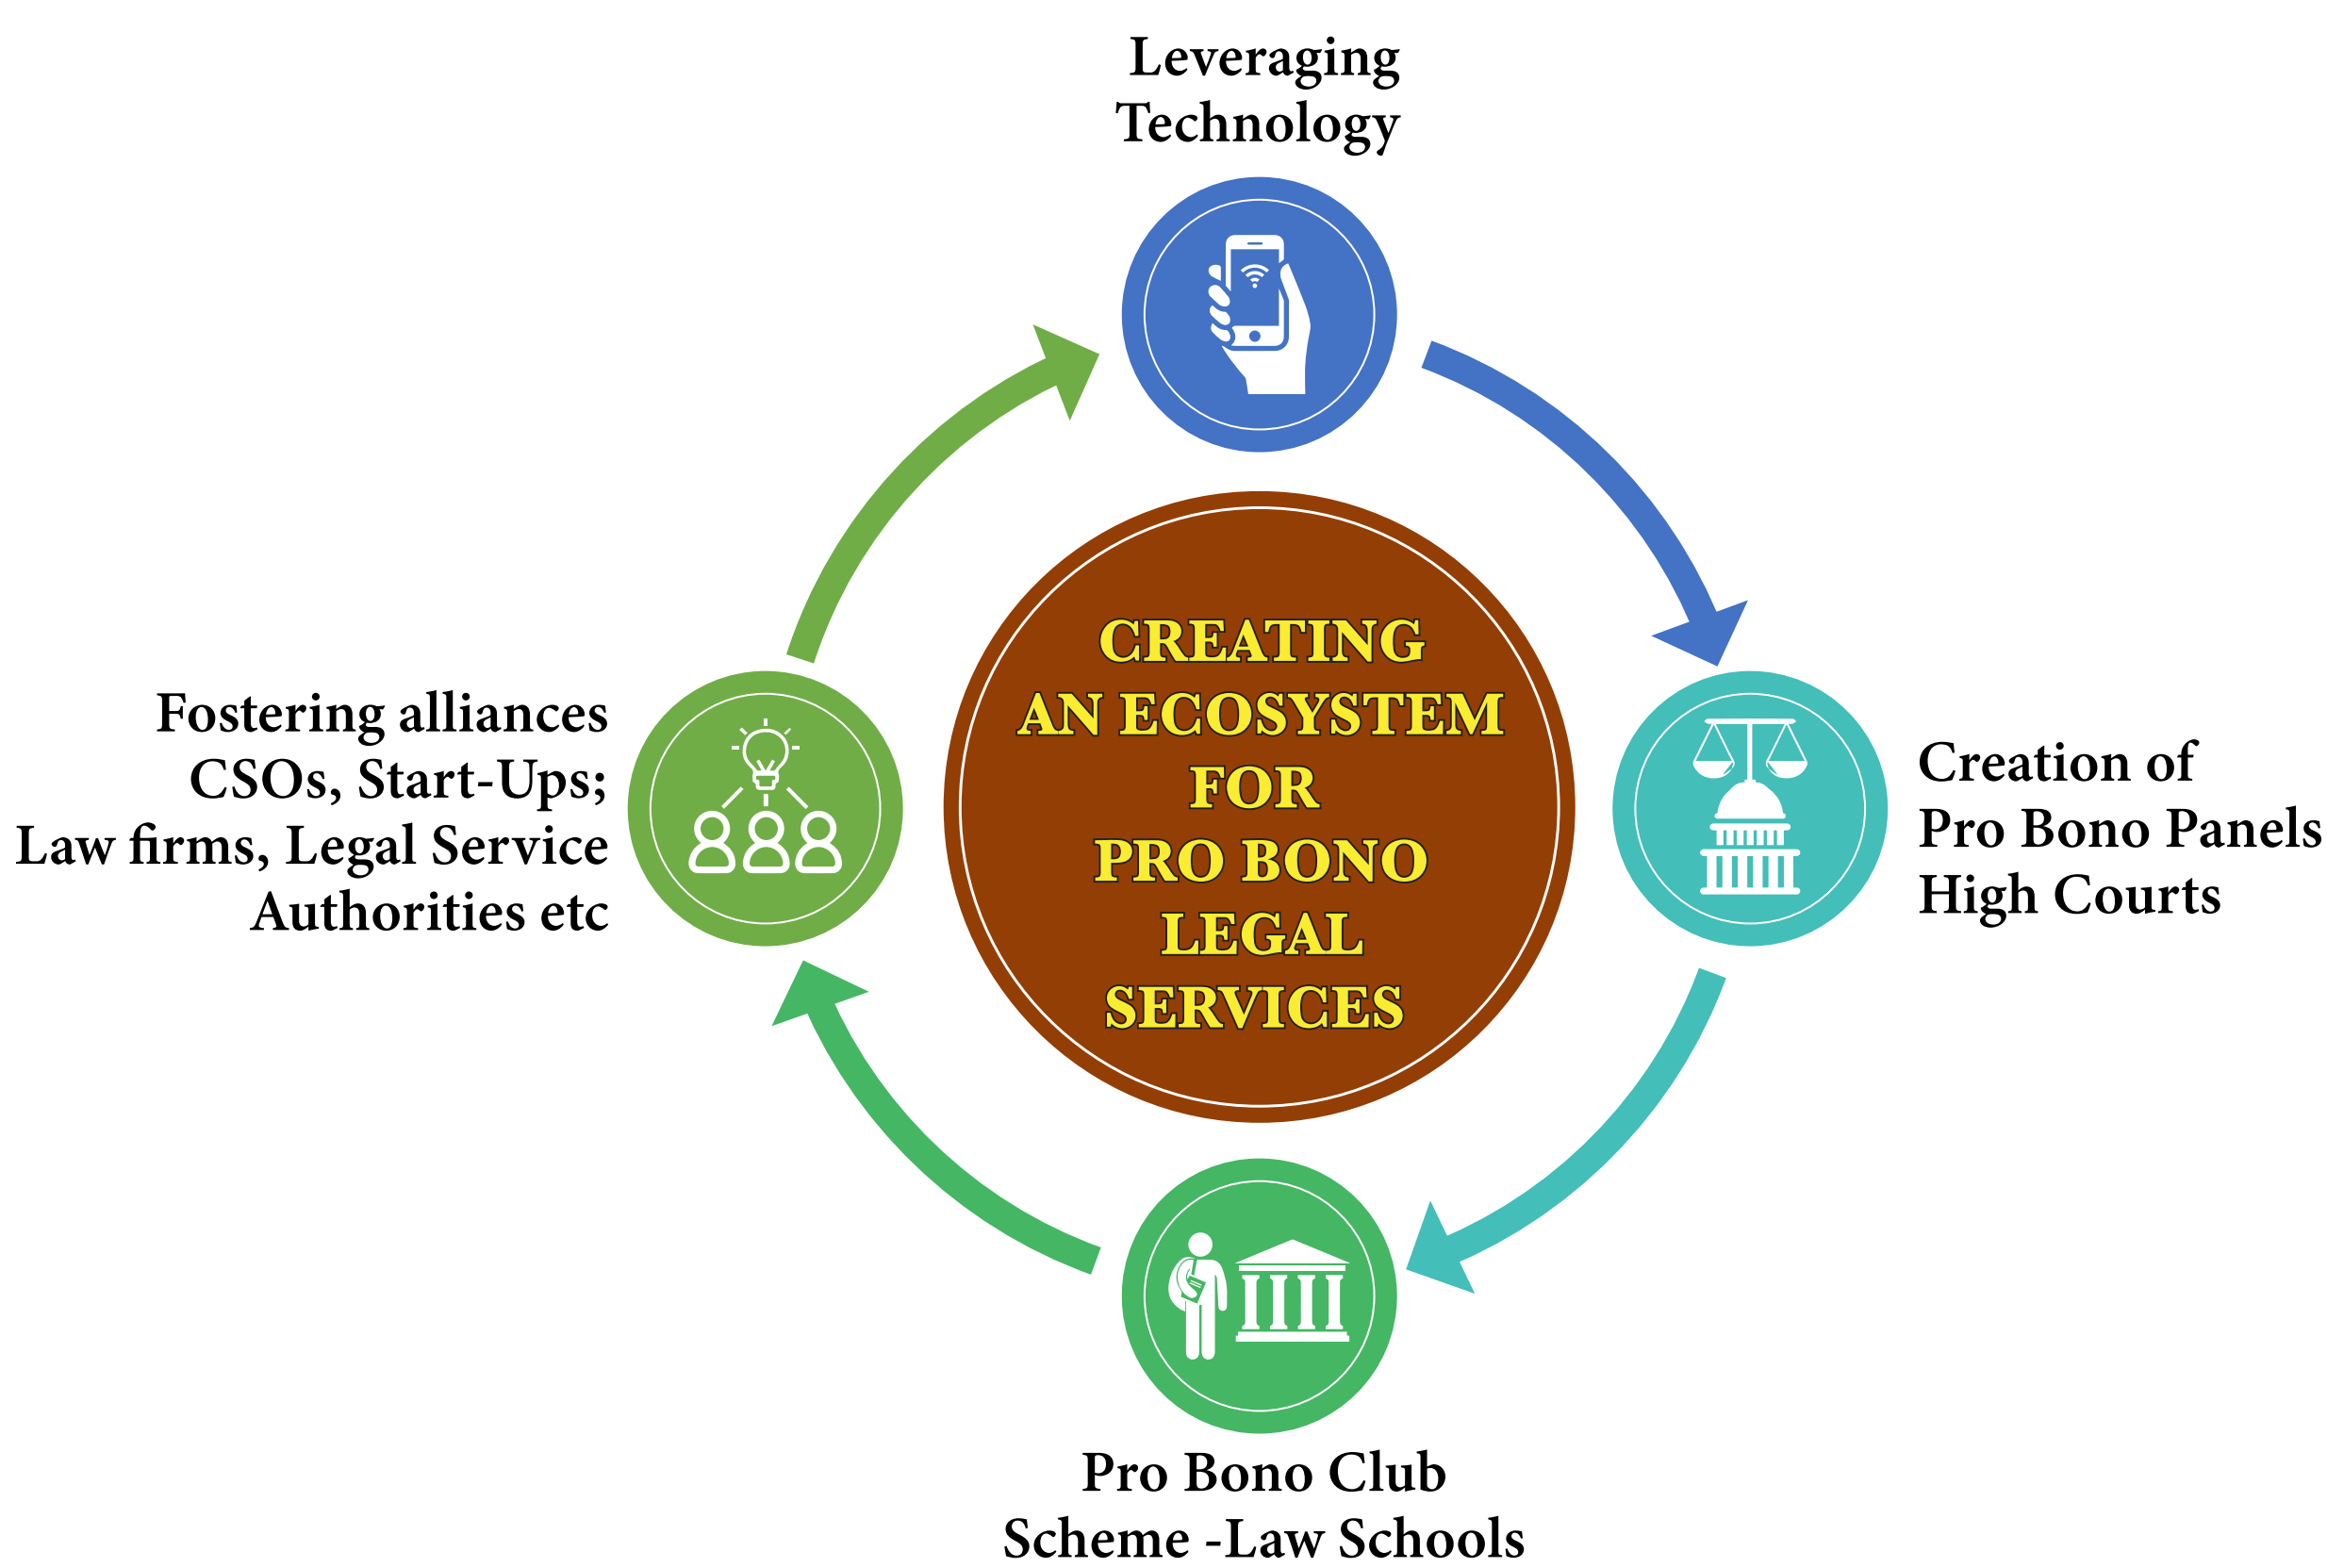 Leveraging
Technology
CREATING
AN ECOSYSTEM
FOR
PRO BONO
LEGAL
SERVICES
Fostering alliances
CSOs, Start-Ups;
Law firms, Legal Sevice
Authorities etc
Creation of
Pro Bono Panels
High Courts
Pro Bono Club
Scheme -Law Schools